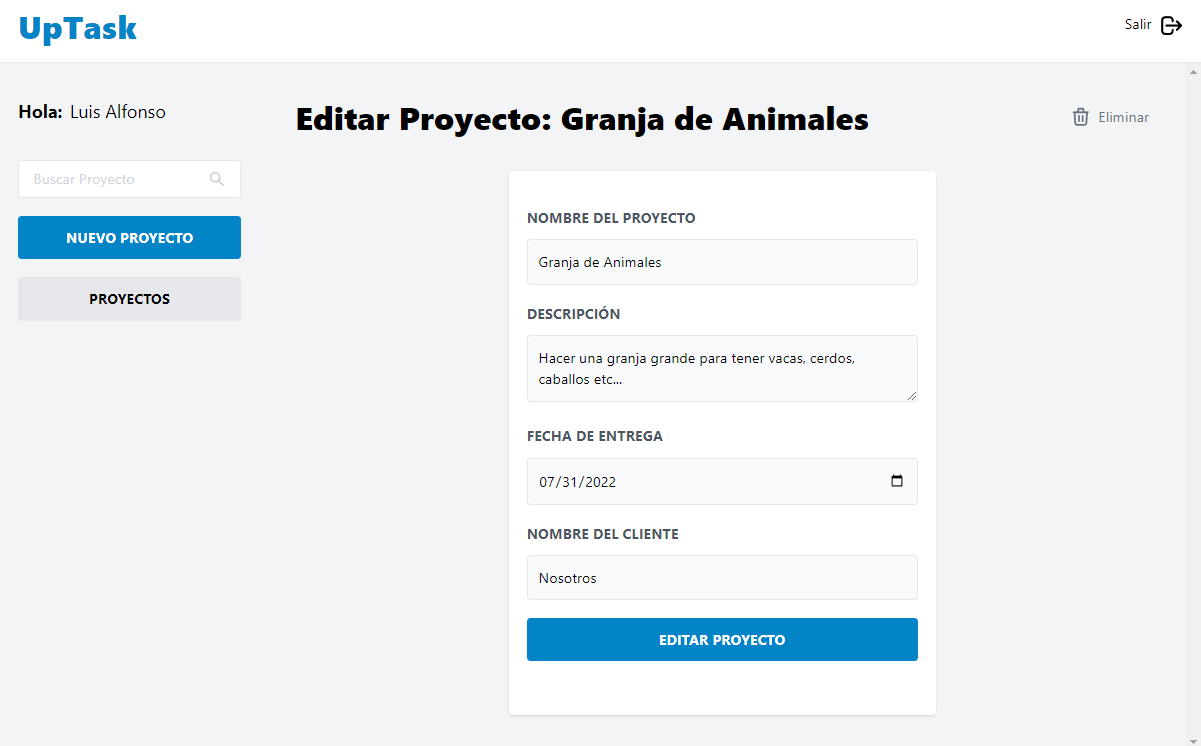 UpTask
Salir
Hola: Luis Alfonso
Buscar Proyecto
NUEVO PROYECTO
PROYECTOS
Editar Proyecto: Granja de Animales
Eliminar
NOMBRE DEL PROYECTO
Granja de Animales
DESCRIPCIÓN
Hacer una granja grande para tener vacas, cerdos,
caballos etc...
FECHA DE ENTREGA
07/31/2022
NOMBRE DEL CLIENTE
Nosotros
EDITAR PROYECTO